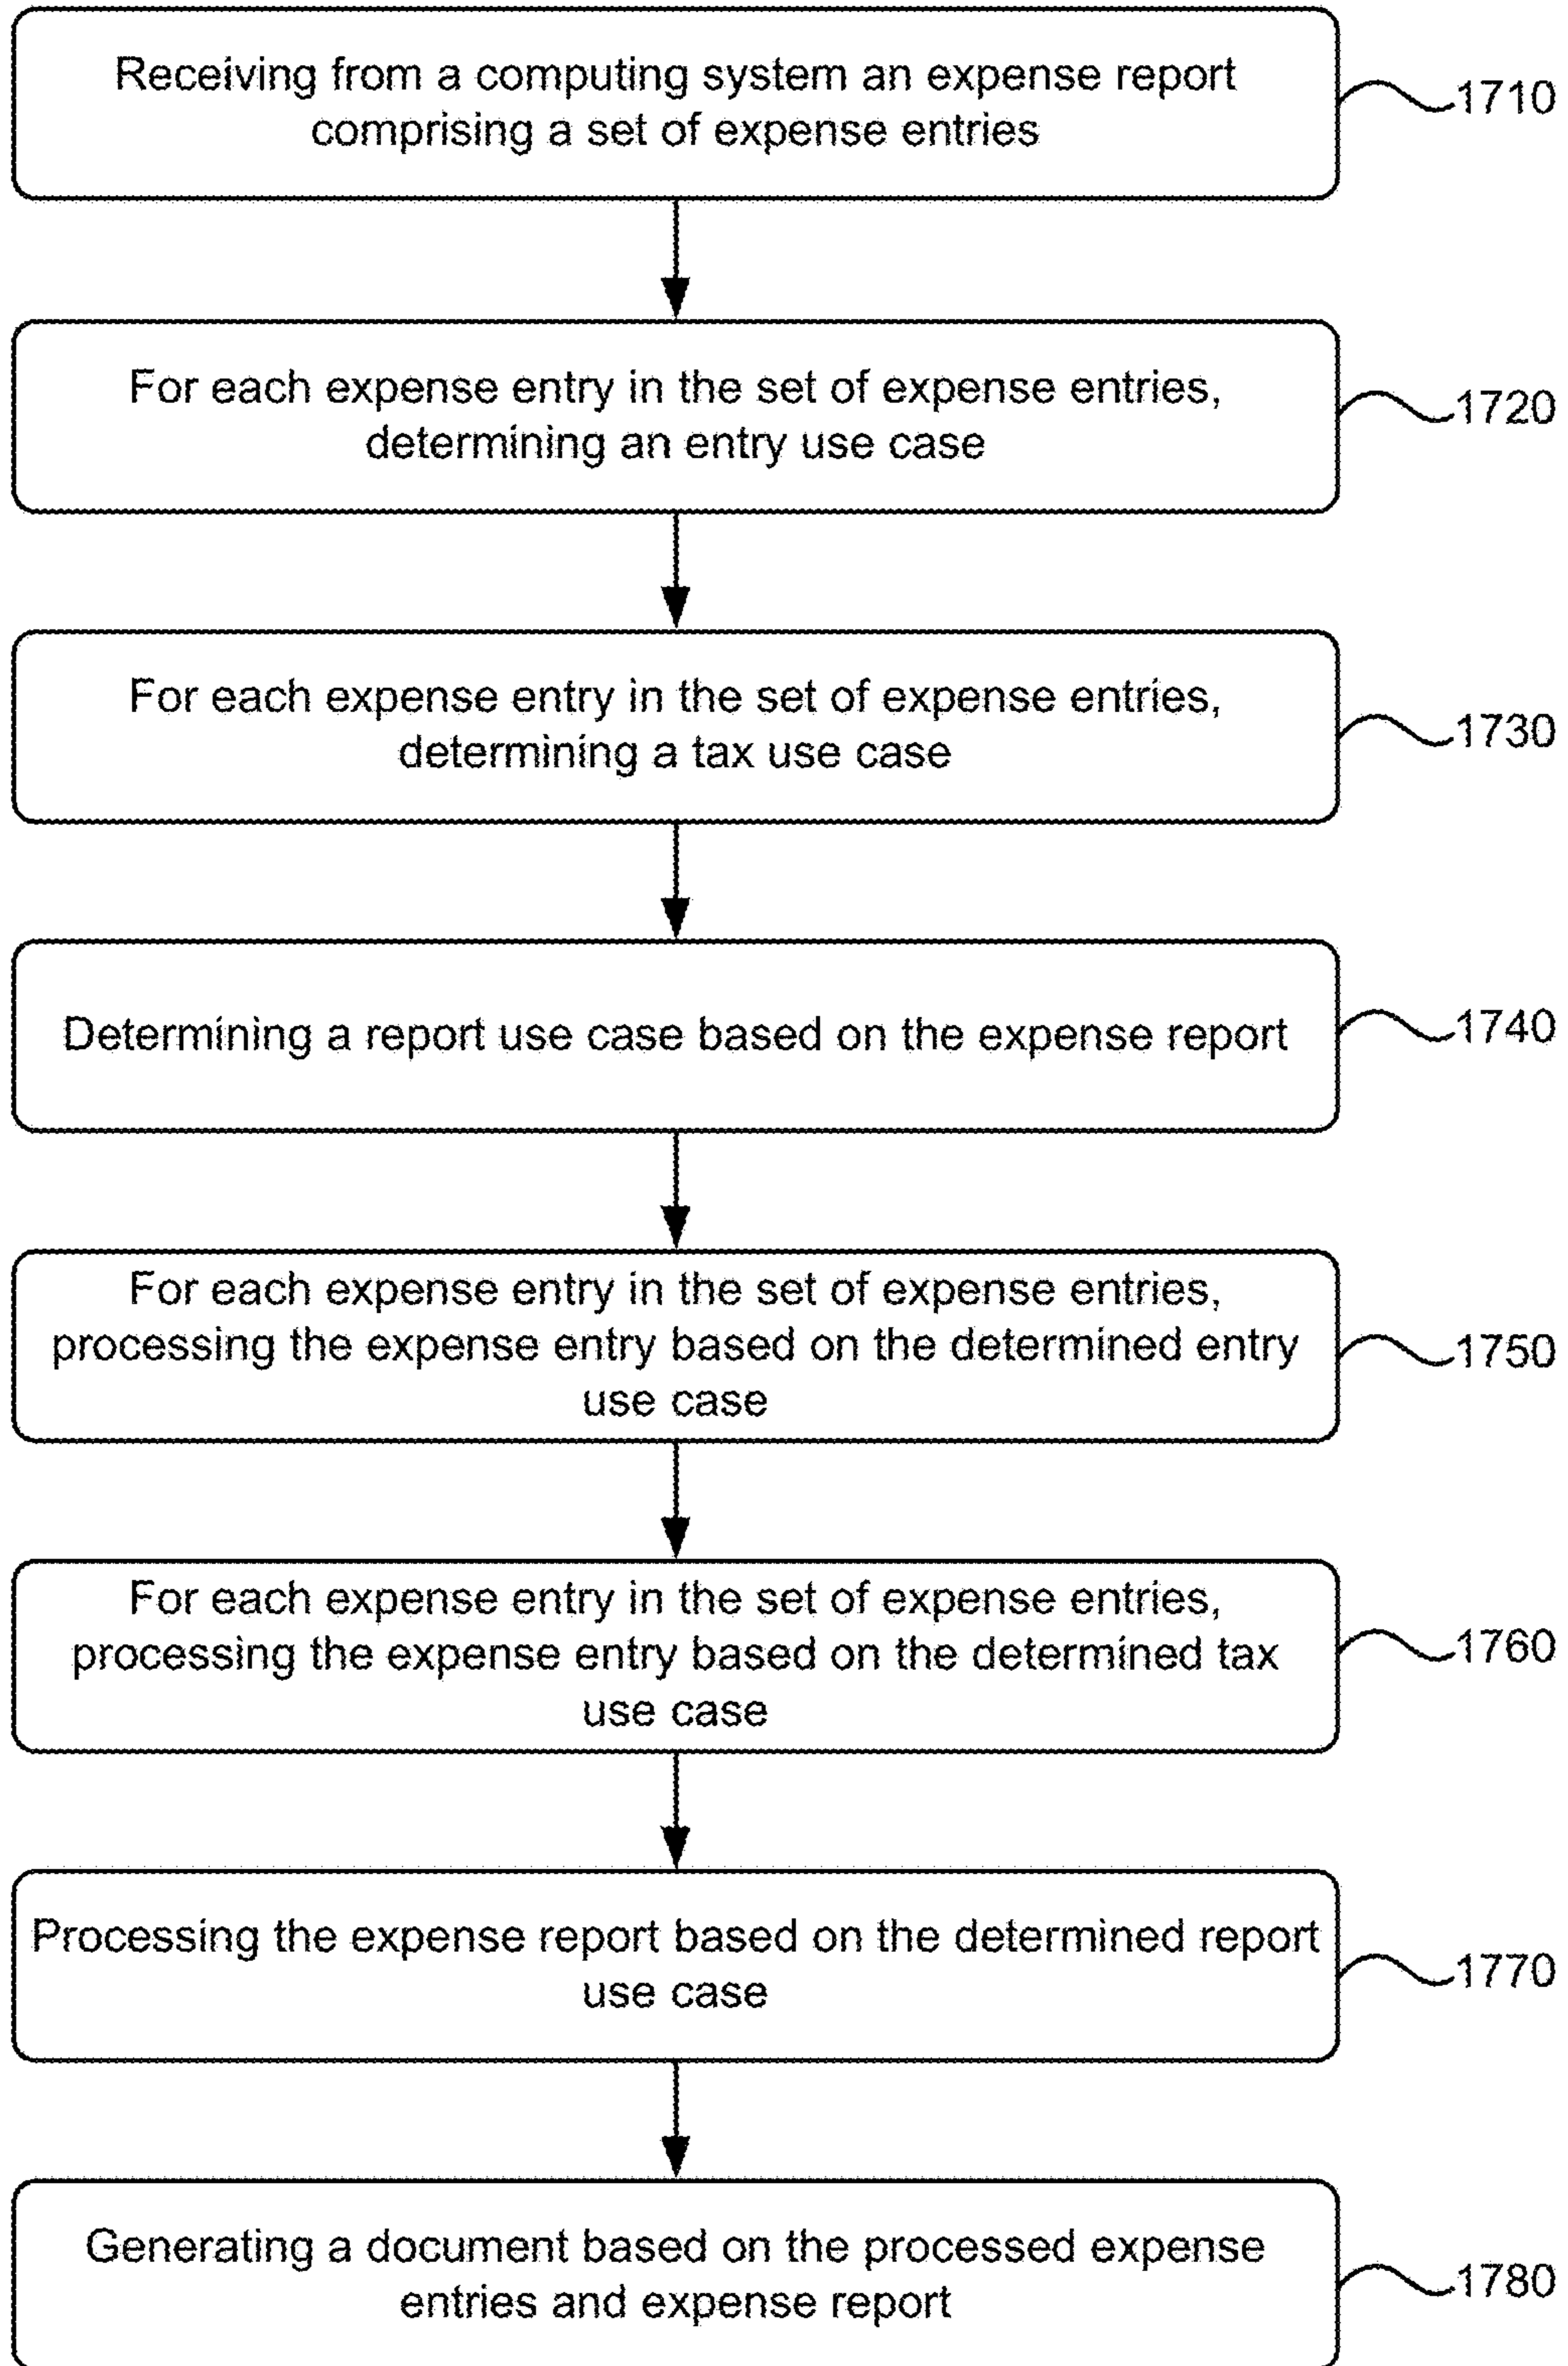 Receiving from a computing system an expense report
comprising a set of expense entries
1710
For each expense entry in the set of expense entries,
determining an entry use case
1720
For each expense entry in the set of expense entries,
determining a tax use case
1730
Determining a report use case based on the expense report
1740
For each expense entry in the set of expense entries,
processing the expense entry based on the determined entry
use case
1750
For each expense entry in the set of expense entries,
processing the expense entry based on the determined tax
use case
1760
Processing the expense report based on the determined report
use case
1770
Generating a document based on the processed expense
entries and expense report
1780